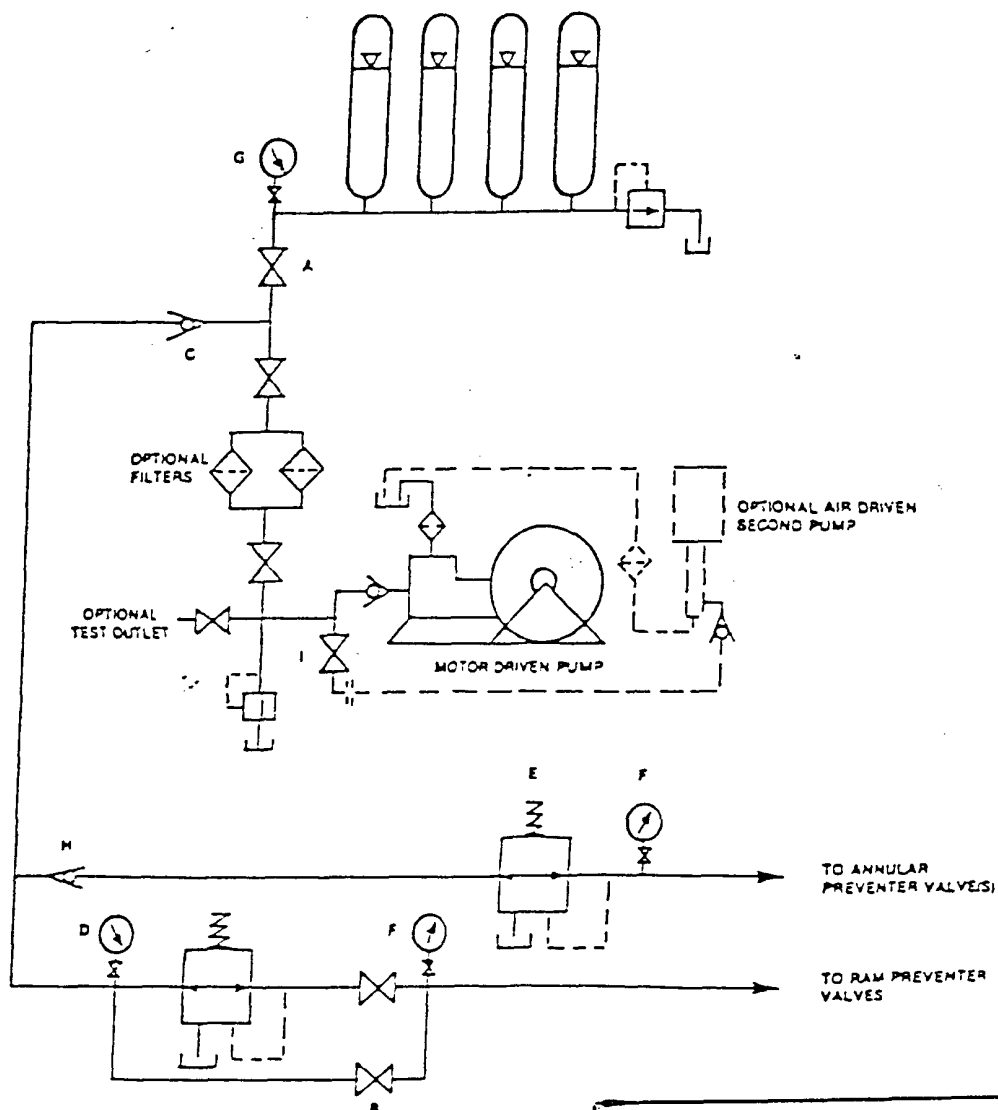 G
A
C
OPTIONAL
FILTERS
OPTIONAL AIR DRIVEN
SECOND PUMP
OPTIONAL
TEST OUTLET
I
MOTOR DRIVEN PUMP
E
F
H
TO ANNULAR
PREVENTER VALVE(S)
D
F
TO RAM PREVENTER
VALVES
B